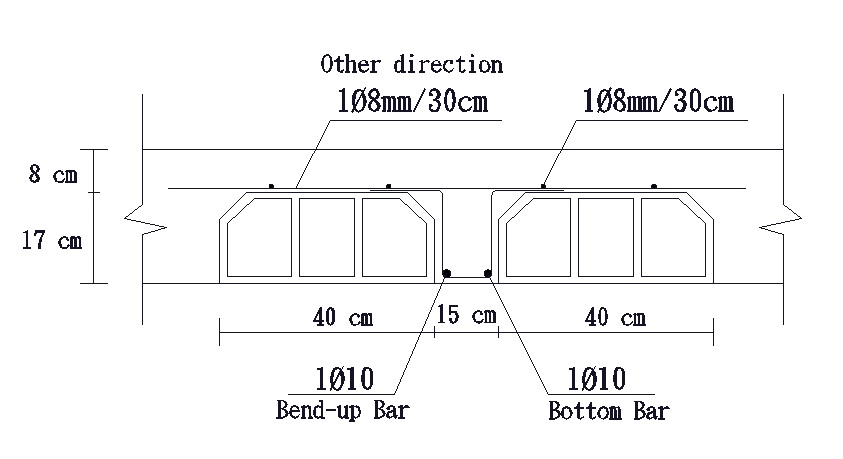 Other direction
1Ø8mm/30cm
1Ø8mm/30cm
8 cm
17 cm
40 cm
15 cm
40 cm
1Ø10
Bend-up Bar
1Ø10
Bottom Bar